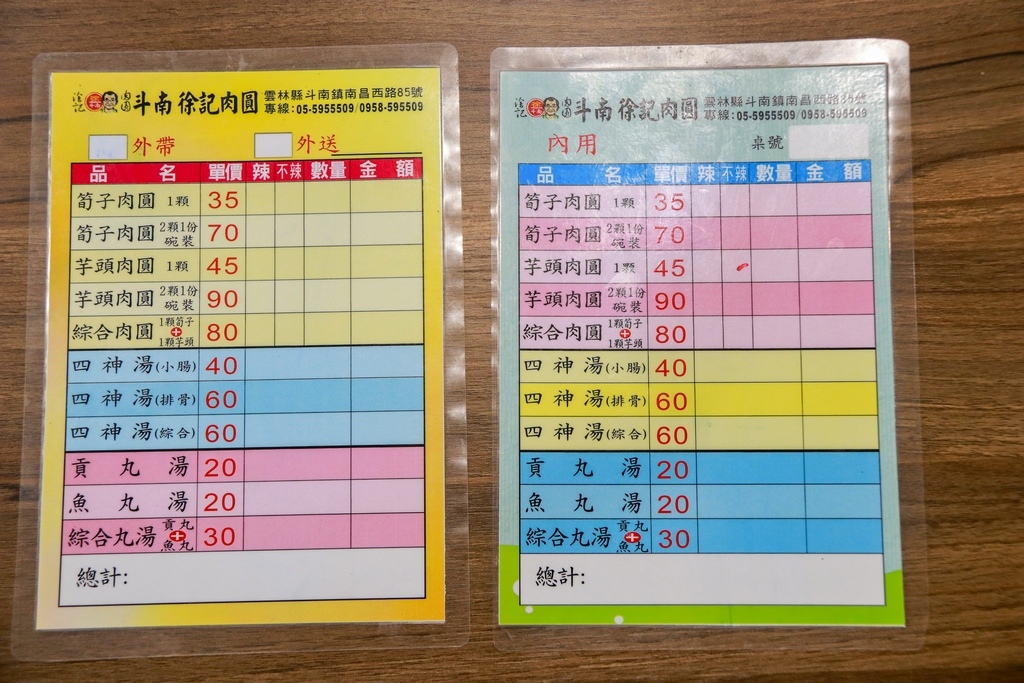 塗記 肉圓 斗南 徐記肉圓 雲林縣斗南鎮南昌西路85號
專線:05-5955509/0958-595509
外帶 外送
品名 單價 辣 不辣 數量 金額
筍子肉圓 1顆 35
筍子肉圓 2顆1份碗裝 70
芋頭肉圓 1顆 45
芋頭肉圓 2顆1份碗裝 90
綜合肉圓 1顆筍子+1顆芋頭 80
四神湯(小腸) 40
四神湯(排骨) 60
四神湯(綜合) 60
貢丸湯 20
魚丸湯 20
綜合丸湯 貢丸+魚丸 30
總計:
塗記 肉圓 斗南 徐記肉圓 雲林縣斗南鎮南昌西路85號
專線:05-5955509/0958-595509
內用 桌號
品名 單價 辣 不辣 數量 金額
筍子肉圓 1顆 35
筍子肉圓 2顆1份碗裝 70
芋頭肉圓 1顆 45
芋頭肉圓 2顆1份碗裝 90
綜合肉圓 1顆筍子+1顆芋頭 80
四神湯(小腸) 40
四神湯(排骨) 60
四神湯(綜合) 60
貢丸湯 20
魚丸湯 20
綜合丸湯 貢丸+魚丸 30
總計: